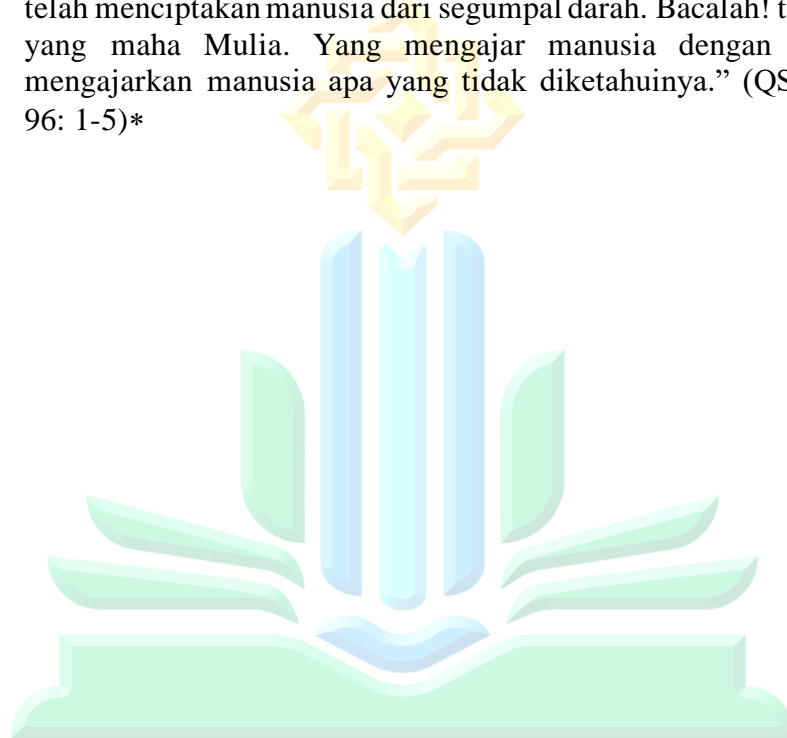 telah menciptakan manusia dari segumpal darah. Bacalah!
yang maha Mulia. Yang mengajar manusia dengan
mengajarkan manusia apa yang tidak diketahuinya.” (QS
96: 1-5)*